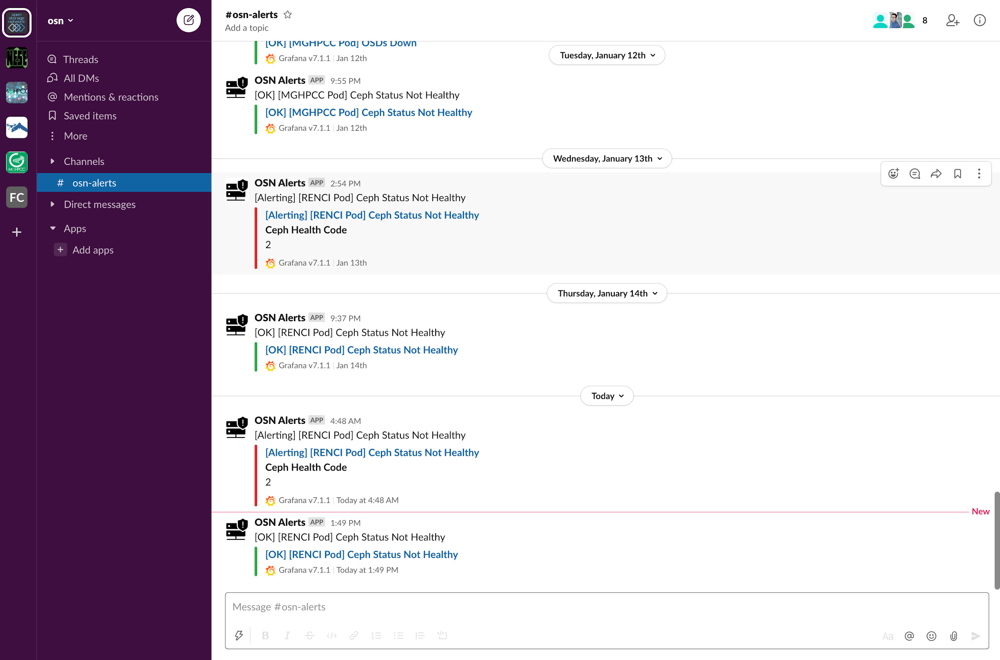 open
storage
network
osn
NESE
MGHPCC
MGHPCC
FC
Threads
All DMs
Mentions & reactions
Saved items
More
Channels
# osn-alerts
Direct messages
Apps
+ Add apps
#osn-alerts
Add a topic
8
[OK] [MGHPCC Pod] OSDs Down
Grafana v7.1.1 | Jan 12th
Tuesday, January 12th
OSN Alerts APP 9:55 PM
[OK] [MGHPCC Pod] Ceph Status Not Healthy
[OK] [MGHPCC Pod] Ceph Status Not Healthy
Grafana v7.1.1 | Jan 12th
Wednesday, January 13th
OSN Alerts APP 2:54 PM
[Alerting] [RENCI Pod] Ceph Status Not Healthy
[Alerting] [RENCI Pod] Ceph Status Not Healthy
Ceph Health Code
2
Grafana v7.1.1 | Jan 13th
Thursday, January 14th
OSN Alerts APP 9:37 PM
[OK] [RENCI Pod] Ceph Status Not Healthy
[OK] [RENCI Pod] Ceph Status Not Healthy
Grafana v7.1.1 | Jan 14th
Today
OSN Alerts APP 4:48 AM
[Alerting] [RENCI Pod] Ceph Status Not Healthy
[Alerting] [RENCI Pod] Ceph Status Not Healthy
Ceph Health Code
2
Grafana v7.1.1 | Today at 4:48 AM
New
OSN Alerts APP 1:49 PM
[OK] [RENCI Pod] Ceph Status Not Healthy
[OK] [RENCI Pod] Ceph Status Not Healthy
Grafana v7.1.1 | Today at 1:49 PM
Message #osn-alerts
B I S </> Aa @